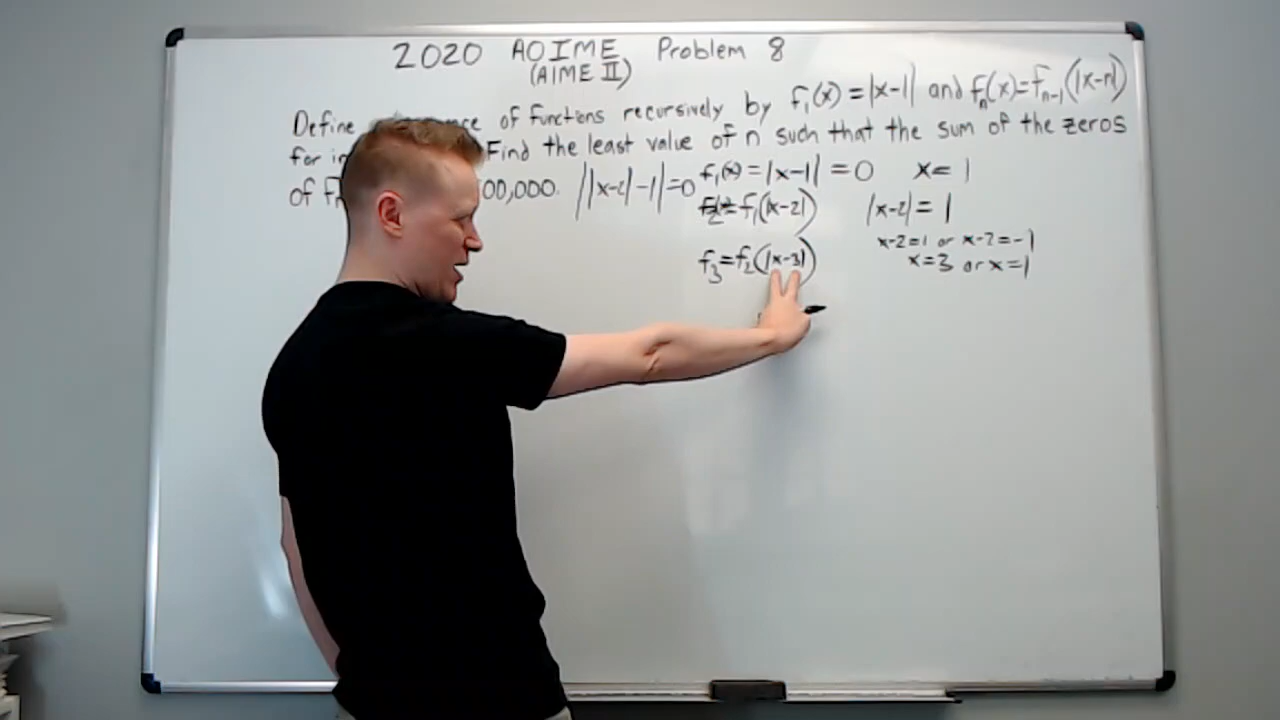 2020 AOIME Problem 8
(AIME II)
Define of functions recursively by f₁(x)=|x-1| and fₙ(x)=fₙ₋₁(|x-n|)
for Find the least value of n such that the sum of the zeros
of 00,000. ||x-2|-1|=0 f₁(x)=|x-1|=0 x=1
f₂=f₁(|x-2|) |x-2|=1
x-2=1 or x-2=-1
f₃=f₂(|x-3|) x=3 or x=1